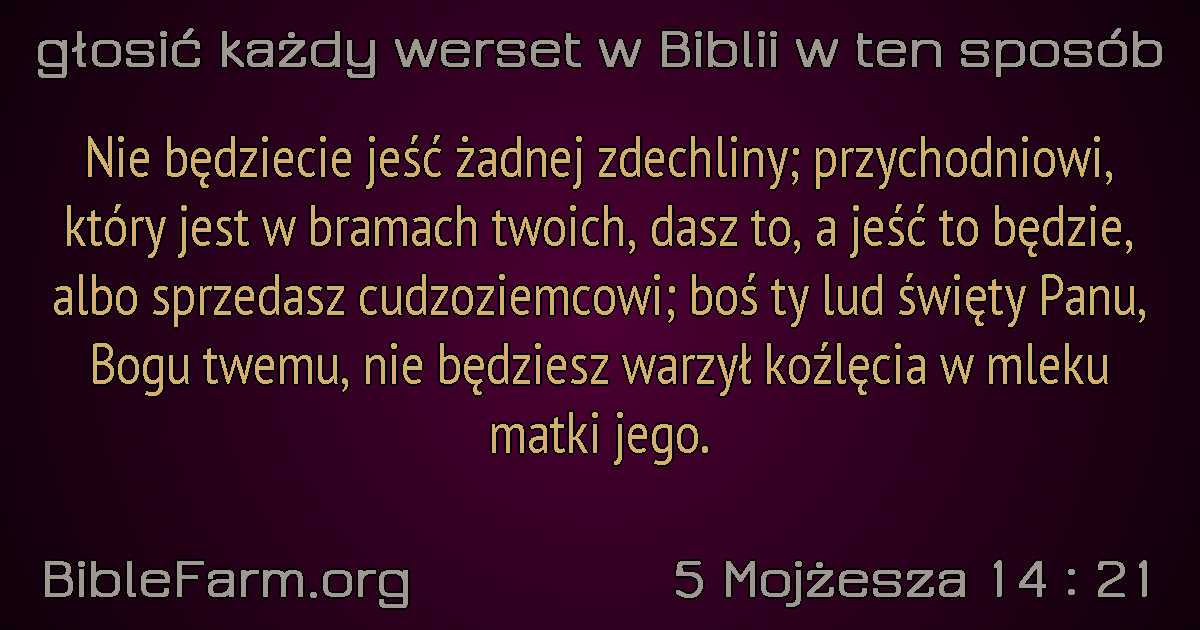 głosić każdy werset w Biblii w ten sposób
Nie będziecie jeść żadnej zdechliny; przychodniowi,
który jest w bramach twoich, dasz to, a jeść to będzie,
albo sprzedasz cudzoziemcowi; boś ty lud święty Panu,
Bogu twemu, nie będziesz warzył koźlęcia w mleku
matki jego.
BibleFarm.org
5 Mojżesza 14 : 21